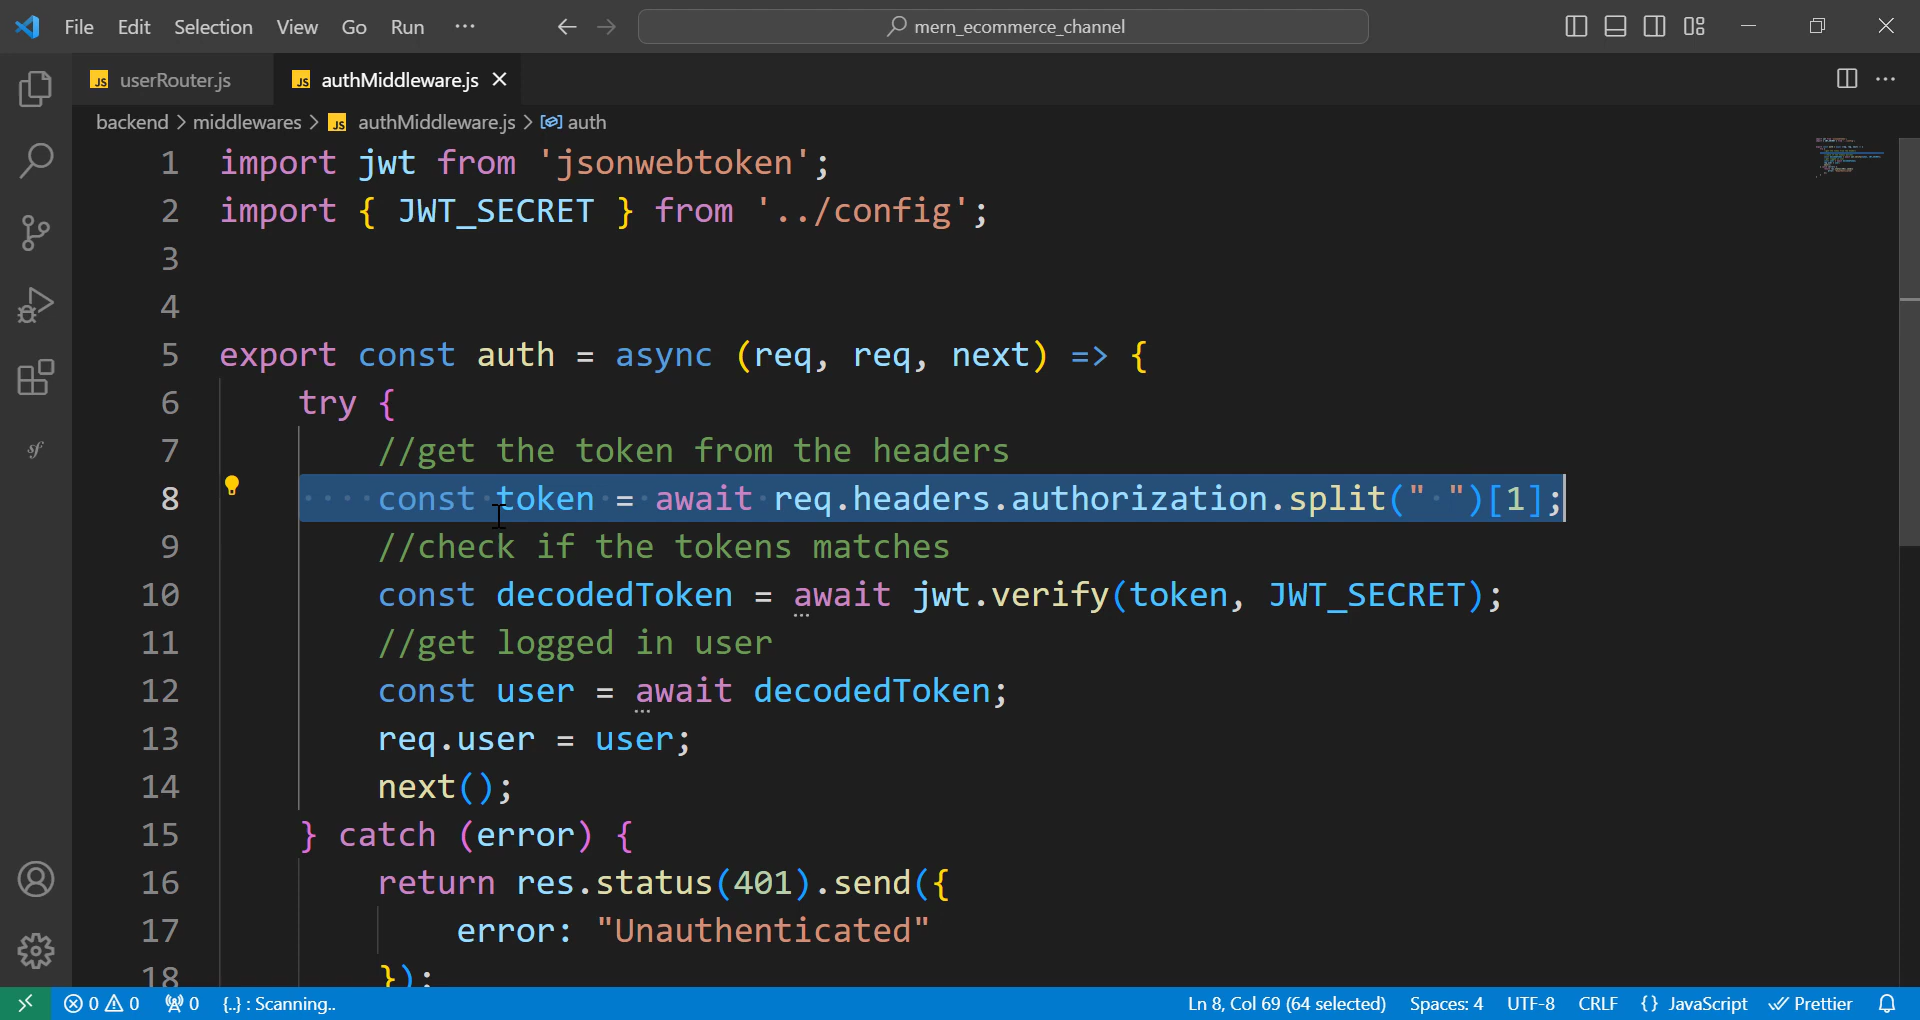 File Edit Selection View Go Run ··· mern_ecommerce_channel
JS userRouter.js JS authMiddleware.js
backend > middlewares > JS authMiddleware.js > auth
1 import jwt from 'jsonwebtoken';
2 import { JWT_SECRET } from '../config';
3
4
5 export const auth = async (req, req, next) => {
6 try {
7 //get the token from the headers
8 const token = await req.headers.authorization.split(" ")[1];
9 //check if the tokens matches
10 const decodedToken = await jwt.verify(token, JWT_SECRET);
11 //get logged in user
12 const user = await decodedToken;
13 req.user = user;
14 next();
15 } catch (error) {
16 return res.status(401).send({
17 error: "Unauthenticated"
18 });
sf
0 0 0 {..} : Scanning.. Ln 8, Col 69 (64 selected) Spaces: 4 UTF-8 CRLF {} JavaScript Prettier